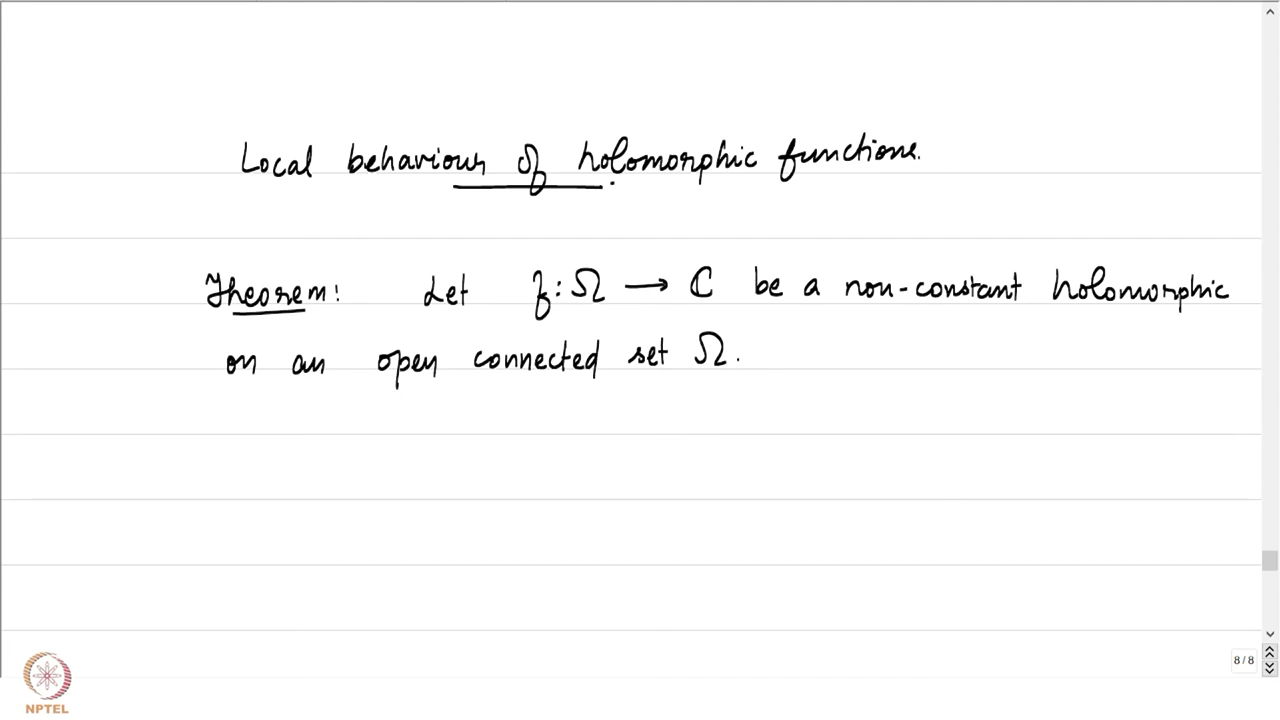 Local behaviour of holomorphic functions.
Theorem: Let f: Ω → ℂ be a non-constant holomorphic
on an open connected set Ω.
8 / 8
NPTEL